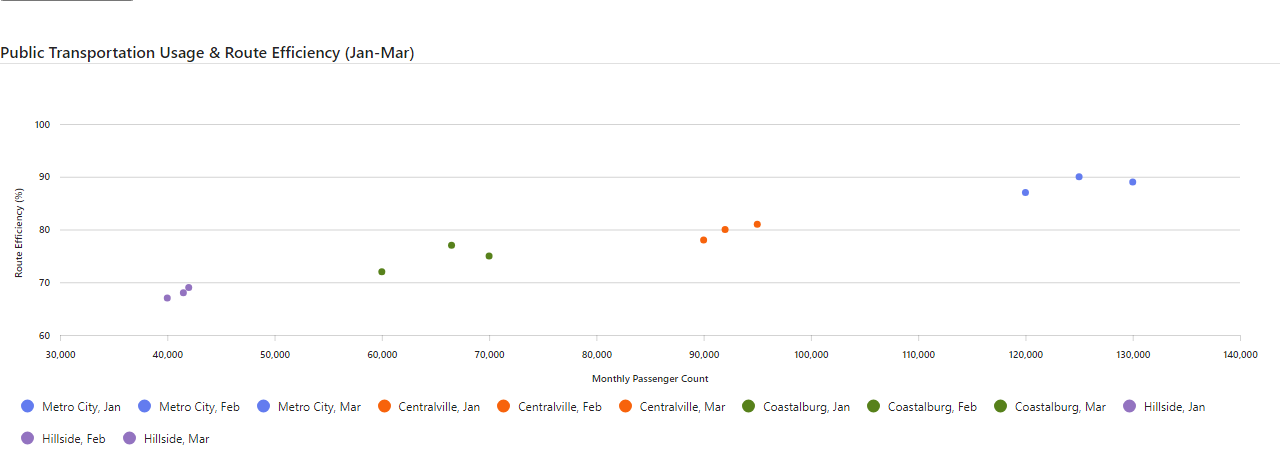 Public Transportation Usage & Route Efficiency (Jan-Mar)
100
90
80
70
60
Route Efficiency (%)
30,000 40,000 50,000 60,000 70,000 80,000 90,000 100,000 110,000 120,000 130,000 140,000
Monthly Passenger Count
Metro City, Jan Metro City, Feb Metro City, Mar Centralville, Jan Centralville, Feb Centralville, Mar Coastalburg, Jan Coastalburg, Feb Coastalburg, Mar Hillside, Jan
Hillside, Feb Hillside, Mar